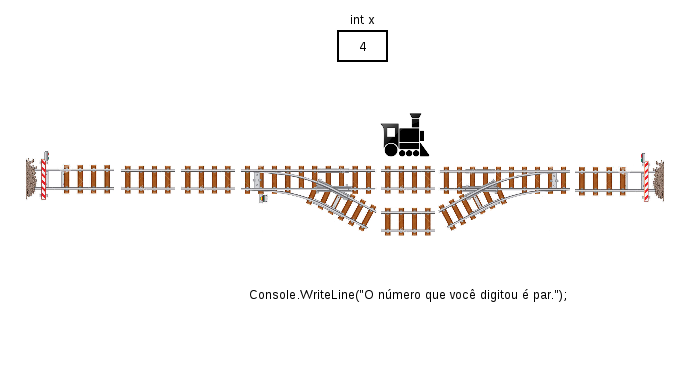 int x
4
Console.WriteLine("O número que você digitou é par.");